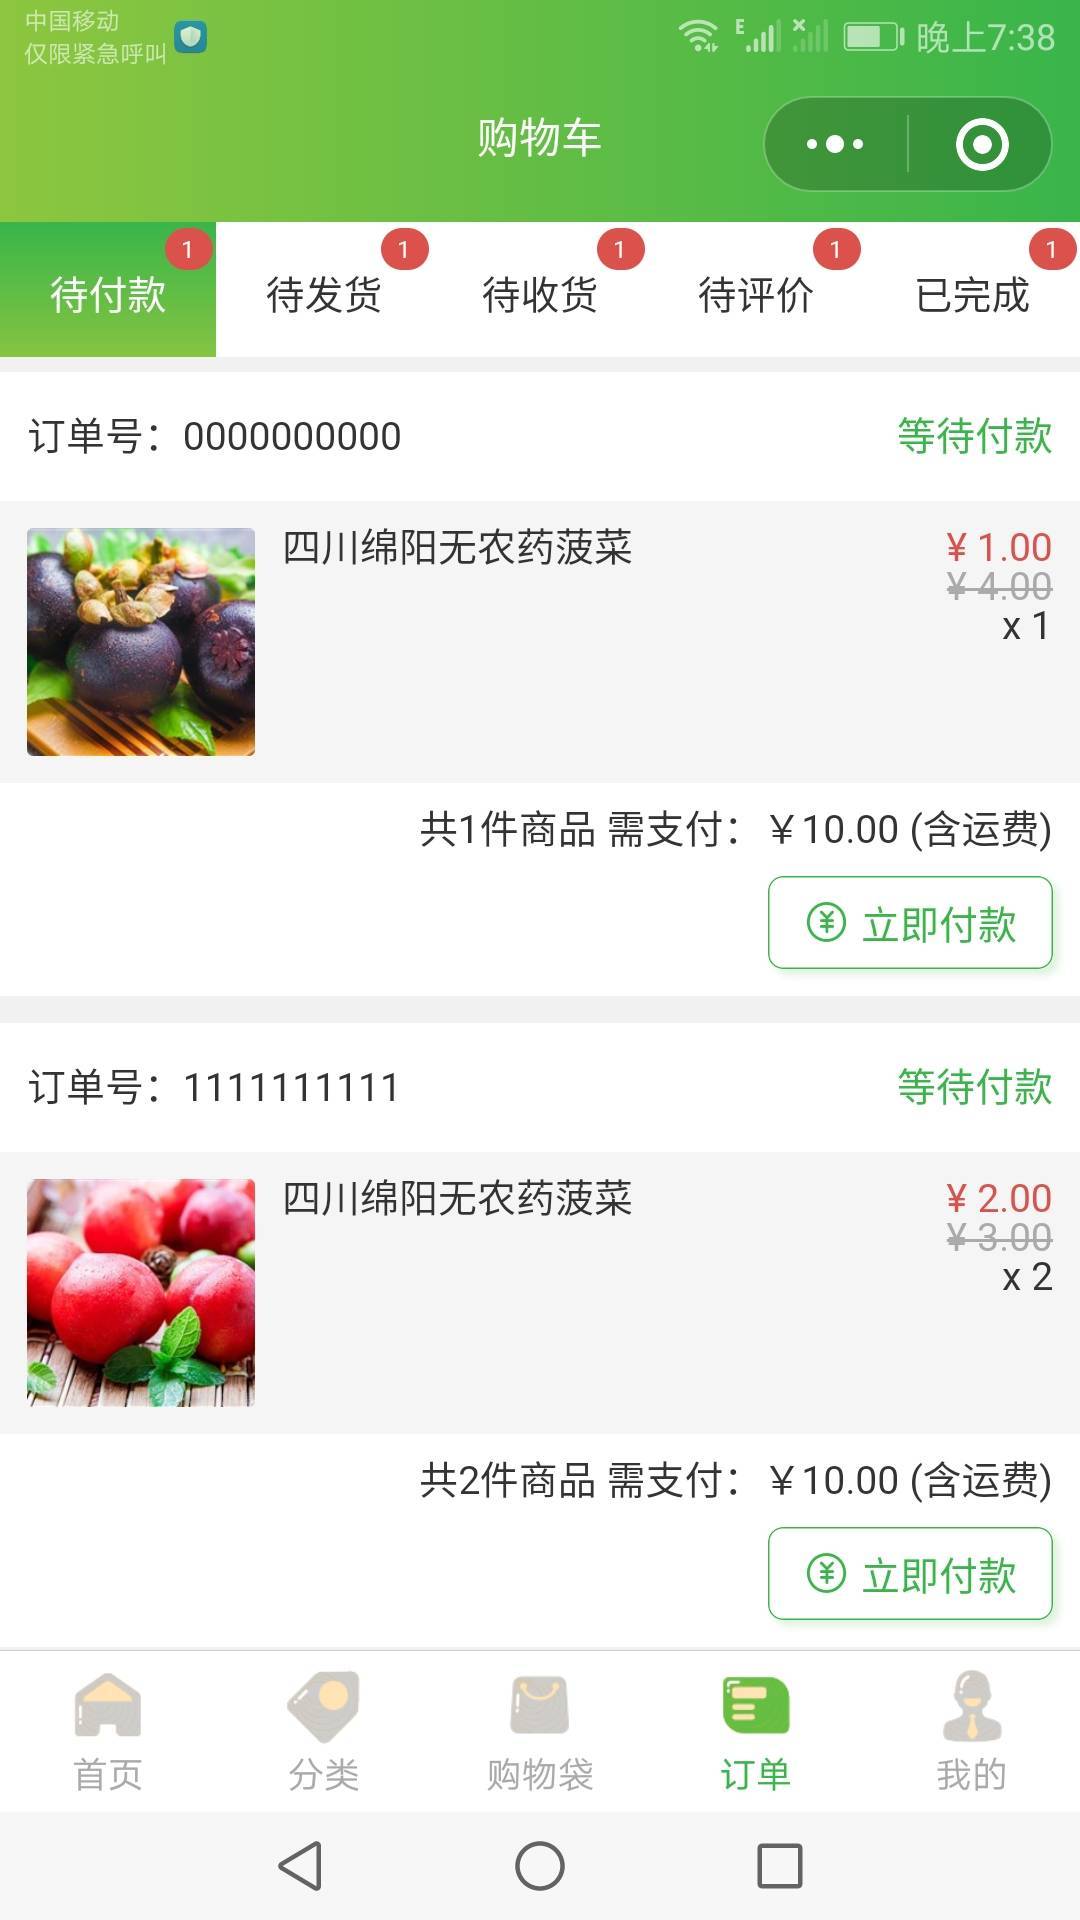 中国移动
仅限紧急呼叫
E
晚上7:38
购物车
待付款 1
待发货 1
待收货 1
待评价 1
已完成 1
订单号：0000000000
等待付款
四川绵阳无农药菠菜
¥ 1.00
¥ 4.00
x 1
共1件商品 需支付：￥10.00 (含运费)
立即付款
订单号：1111111111
等待付款
四川绵阳无农药菠菜
¥ 2.00
¥ 3.00
x 2
共2件商品 需支付：￥10.00 (含运费)
立即付款
首页
分类
购物袋
订单
我的